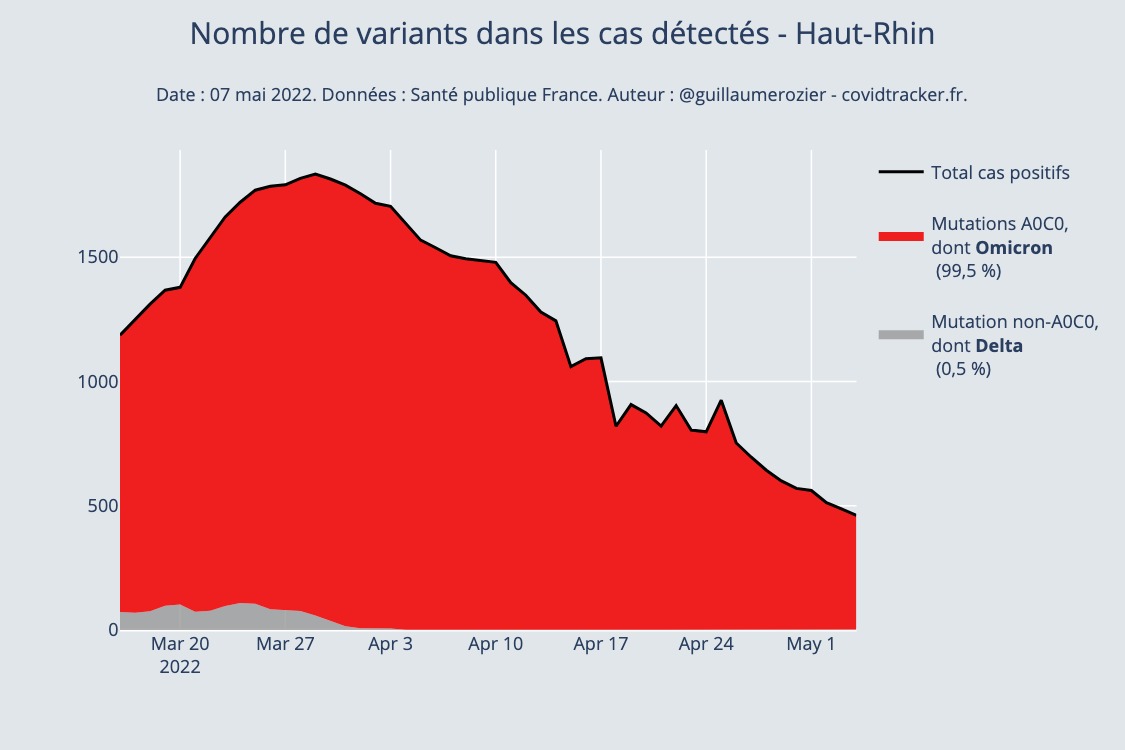 Nombre de variants dans les cas détectés - Haut-Rhin
Date : 07 mai 2022. Données : Santé publique France. Auteur : @guillaumerozier - covidtracker.fr.
Total cas positifs
Mutations A0C0,
dont Omicron
(99,5 %)
Mutation non-A0C0,
dont Delta
(0,5 %)
1500
1000
500
0
Mar 20 Mar 27 Apr 3 Apr 10 Apr 17 Apr 24 May 1
2022